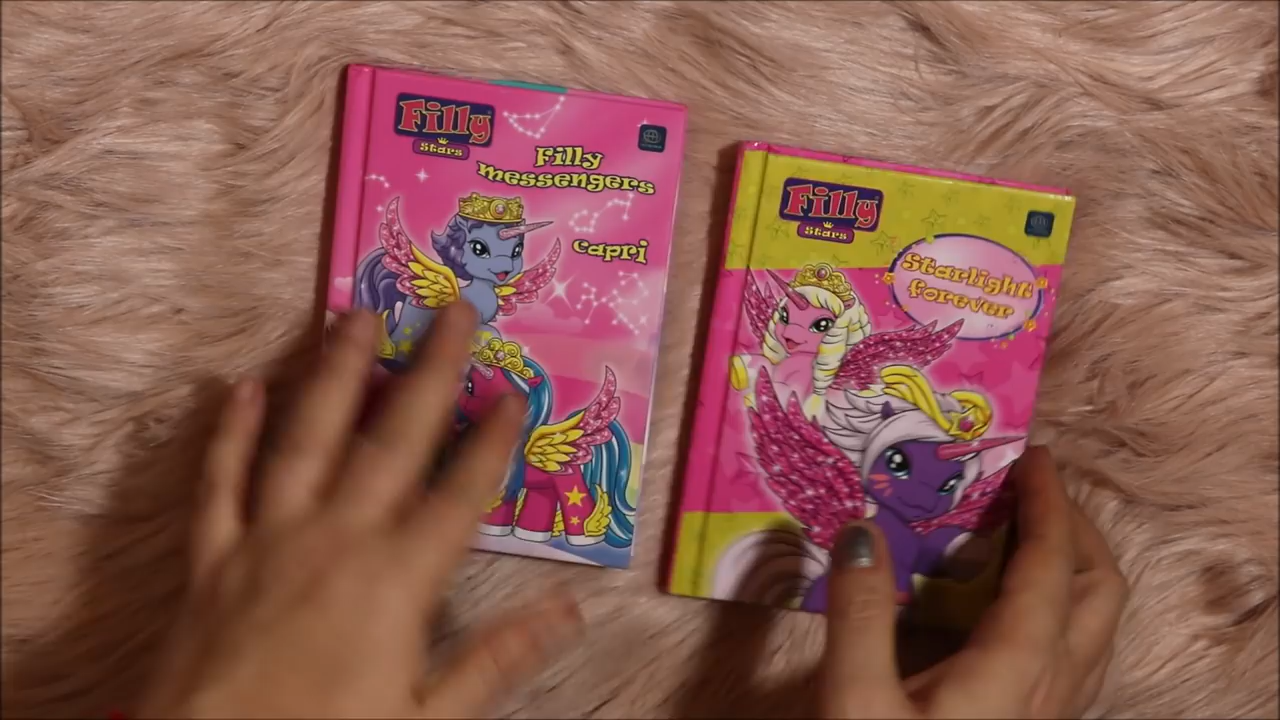 Filly
Stars
Filly
messengers
Capri
Filly
Stars
Starlight
forever